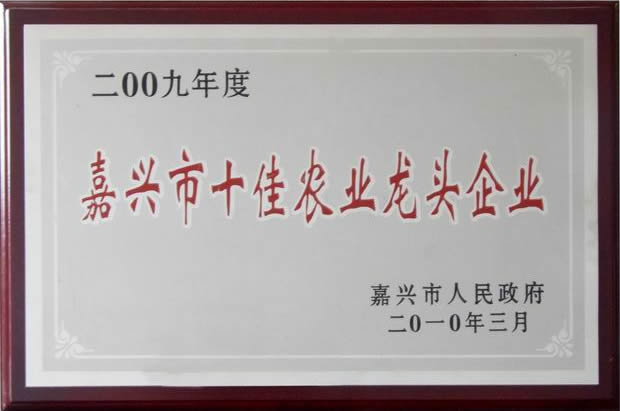 二00九年度
嘉兴市十佳农业龙头企业
嘉兴市人民政府
二0一0年三月